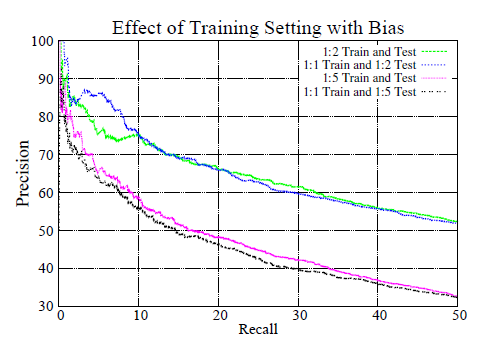 Effect of Training Setting with Bias
100
90
80
70
60
50
40
30
Precision
1:2 Train and Test
1:1 Train and 1:2 Test
1:5 Train and Test
1:1 Train and 1:5 Test
0 10 20 30 40 50
Recall